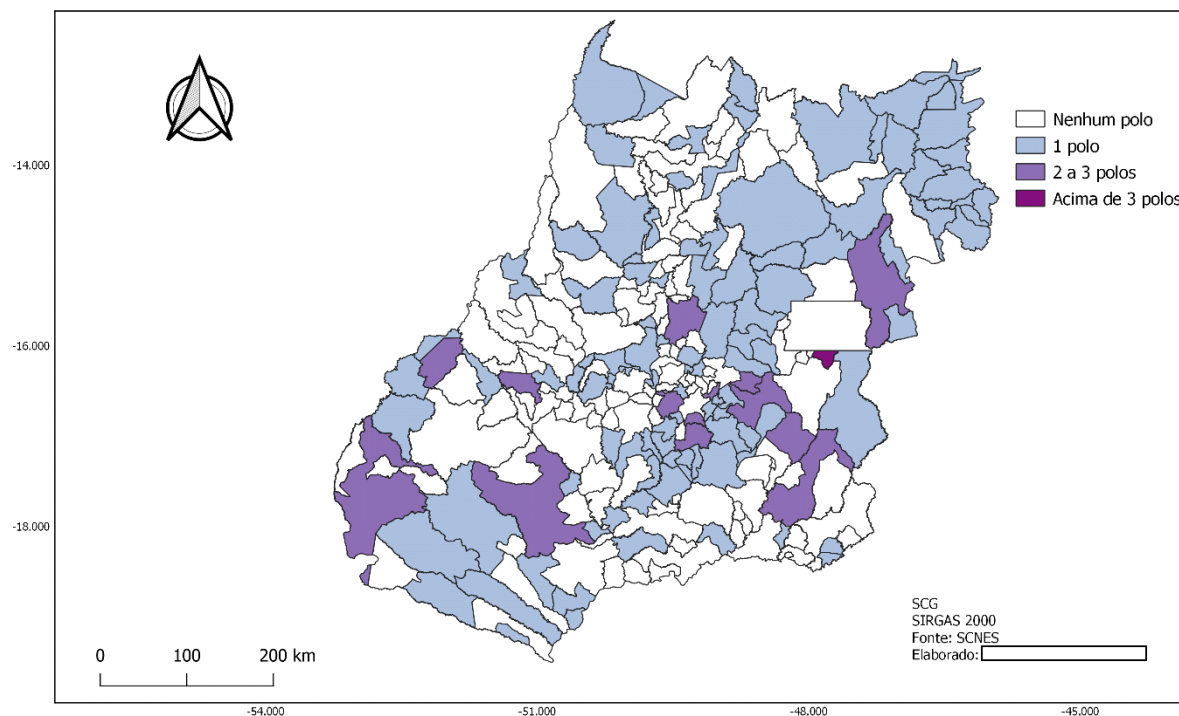 Nenhum polo
1 polo
2 a 3 polos
Acima de 3 polos
-14.000
-16.000
-18.000
SCG
SIRGAS 2000
Fonte: SCNES
Elaborado:
0 100 200 km
-54.000 -51.000 -48.000 -45.000